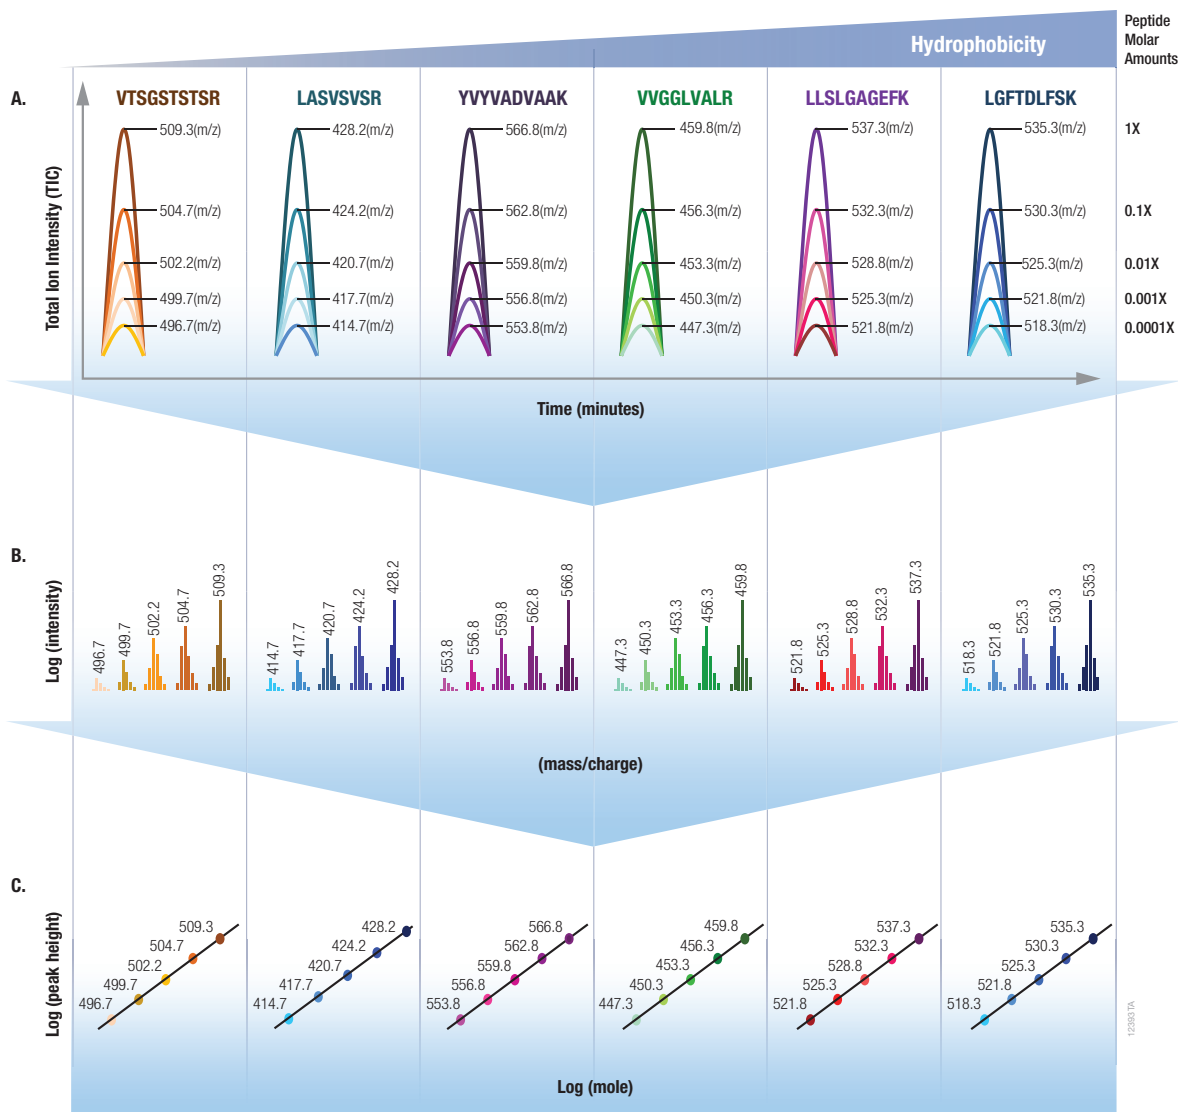 Hydrophobicity
Peptide
Molar
Amounts
A.
VTSGSTSTSR
LASVSVSR
YVYVADVAAK
VVGGLVALR
LLSLGAGEFK
LGFTDLFSK
509.3(m/z)
428.2(m/z)
566.8(m/z)
459.8(m/z)
537.3(m/z)
535.3(m/z)
1X
504.7(m/z)
424.2(m/z)
562.8(m/z)
456.3(m/z)
532.3(m/z)
530.3(m/z)
0.1X
502.2(m/z)
420.7(m/z)
559.8(m/z)
453.3(m/z)
528.8(m/z)
525.3(m/z)
0.01X
499.7(m/z)
417.7(m/z)
556.8(m/z)
450.3(m/z)
525.3(m/z)
521.8(m/z)
0.001X
496.7(m/z)
414.7(m/z)
553.8(m/z)
447.3(m/z)
521.8(m/z)
518.3(m/z)
0.0001X
Total Ion Intensity (TIC)
Time (minutes)
B.
Log (intensity)
496.7
499.7
502.2
504.7
509.3
414.7
417.7
420.7
424.2
428.2
553.8
556.8
559.8
562.8
566.8
447.3
450.3
453.3
456.3
459.8
521.8
525.3
528.8
532.3
537.3
518.3
521.8
525.3
530.3
535.3
(mass/charge)
C.
Log (peak height)
509.3
504.7
502.2
499.7
496.7
428.2
424.2
420.7
417.7
414.7
566.8
562.8
559.8
556.8
553.8
459.8
456.3
453.3
450.3
447.3
537.3
532.3
528.8
525.3
521.8
535.3
530.3
525.3
521.8
518.3
Log (mole)
12393TA